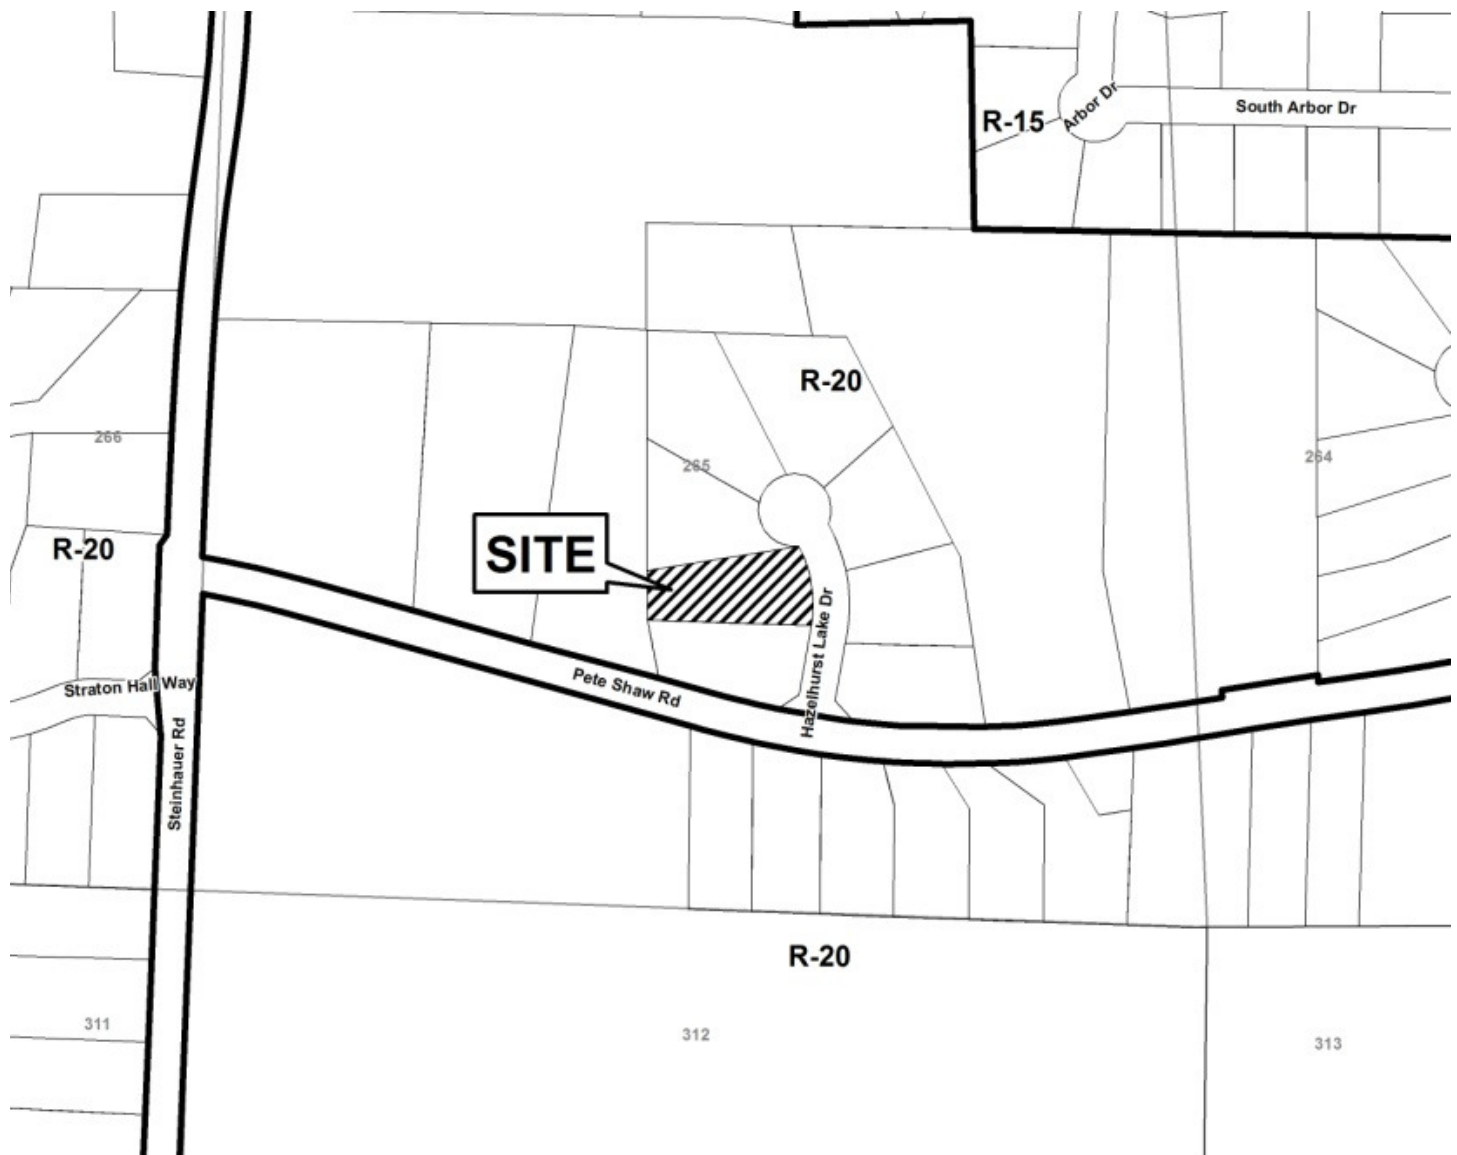 South Arbor Dr
R-15
Arbor Dr
R-20
266
265
264
R-20
SITE
Hazelhurst Lake Dr
Straton Hall Way
Pete Shaw Rd
Steinhauer Rd
R-20
311
312
313